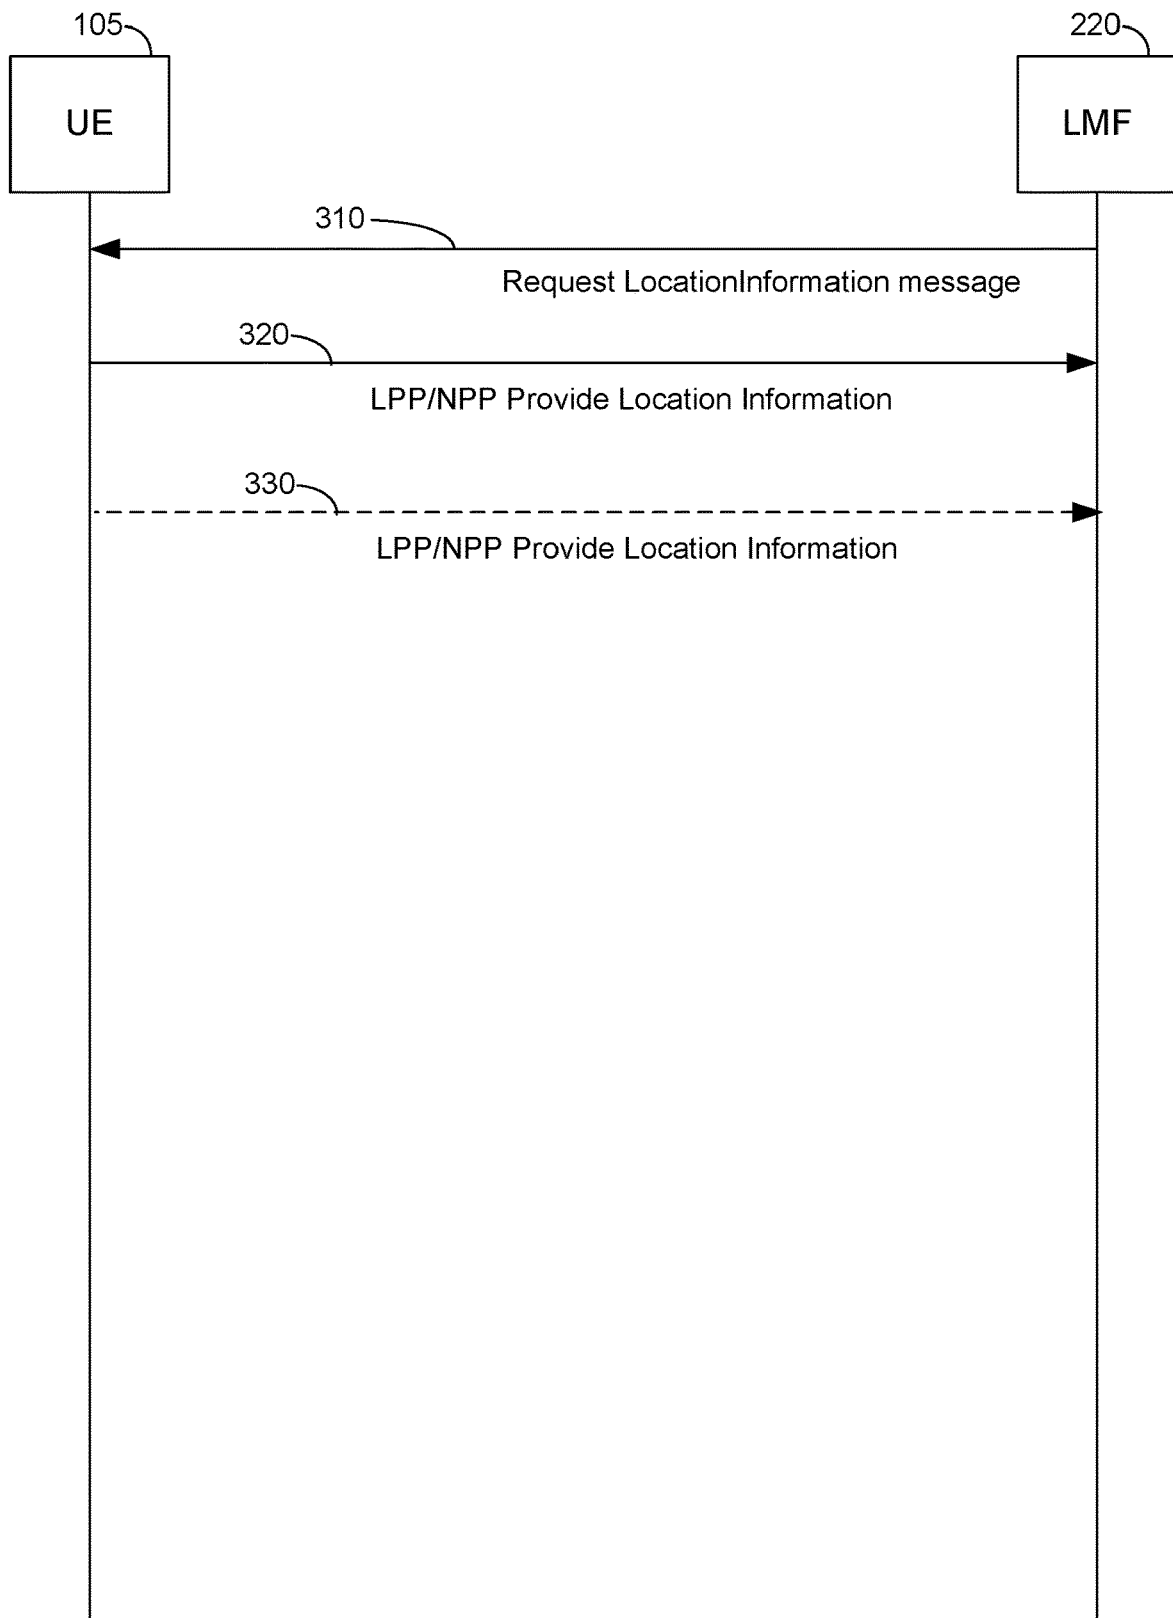 105
220
UE
LMF
310
Request LocationInformation message
320
LPP/NPP Provide Location Information
330
LPP/NPP Provide Location Information